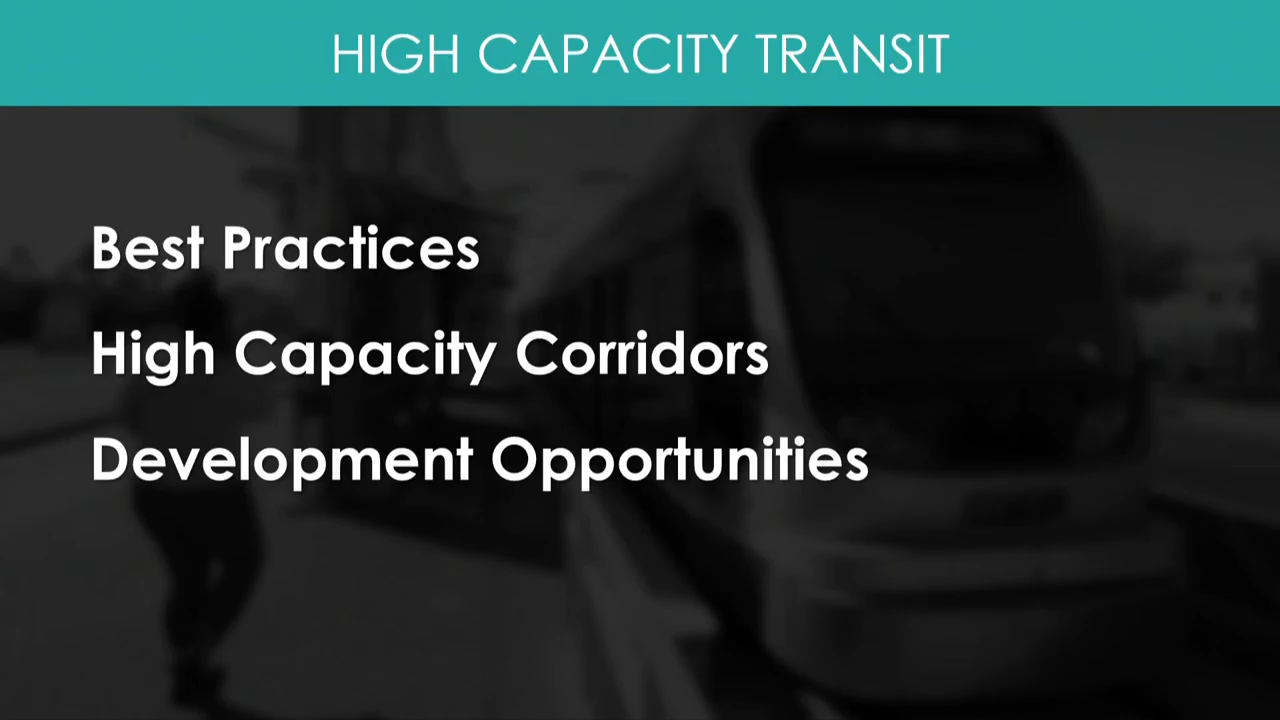 HIGH CAPACITY TRANSIT
Best Practices
High Capacity Corridors
Development Opportunities